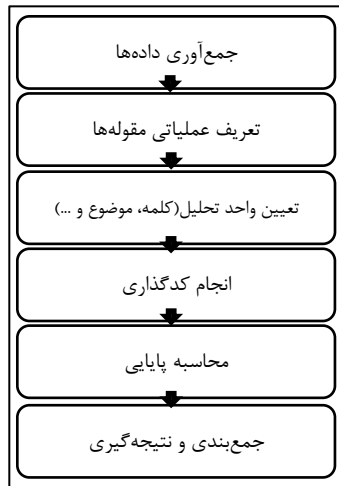 جمع‌آوری داده‌ها
تعریف عملیاتی مقوله‌ها
تعیین واحد تحلیل(کلمه، موضوع و ...)
انجام کدگذاری
محاسبه پایایی
جمع‌بندی و نتیجه‌گیری